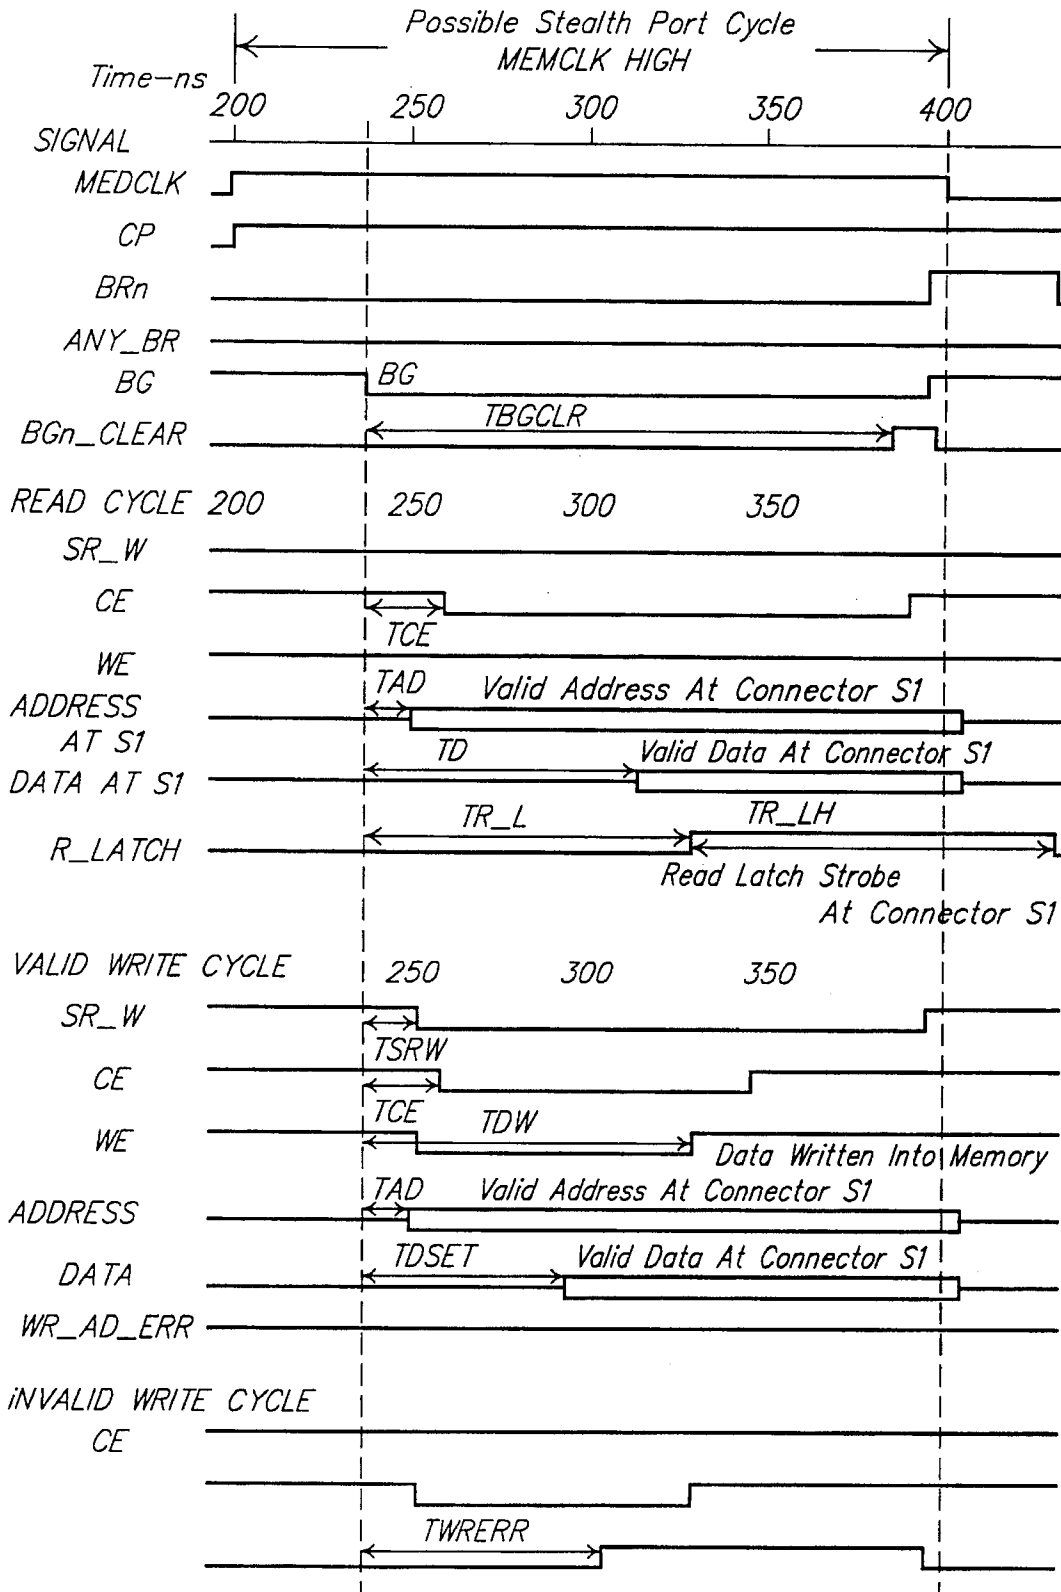 Possible Stealth Port Cycle
MEMCLK HIGH
Time-ns
200 250 300 350 400
SIGNAL
MEDCLK
CP
BRn
ANY_BR
BG BG
BGn_CLEAR TBGCLR
READ CYCLE 200 250 300 350
SR_W
CE
TCE
WE
TAD Valid Address At Connector S1
ADDRESS
AT S1
TD Valid Data At Connector S1
DATA AT S1
TR_L TR_LH
R_LATCH
Read Latch Strobe
At Connector S1
VALID WRITE CYCLE 250 300 350
SR_W
TSRW
CE
TCE TDW
WE
Data Written Into Memory
TAD Valid Address At Connector S1
ADDRESS
TDSET Valid Data At Connector S1
DATA
WR_AD_ERR
iNVALID WRITE CYCLE
CE
TWRERR